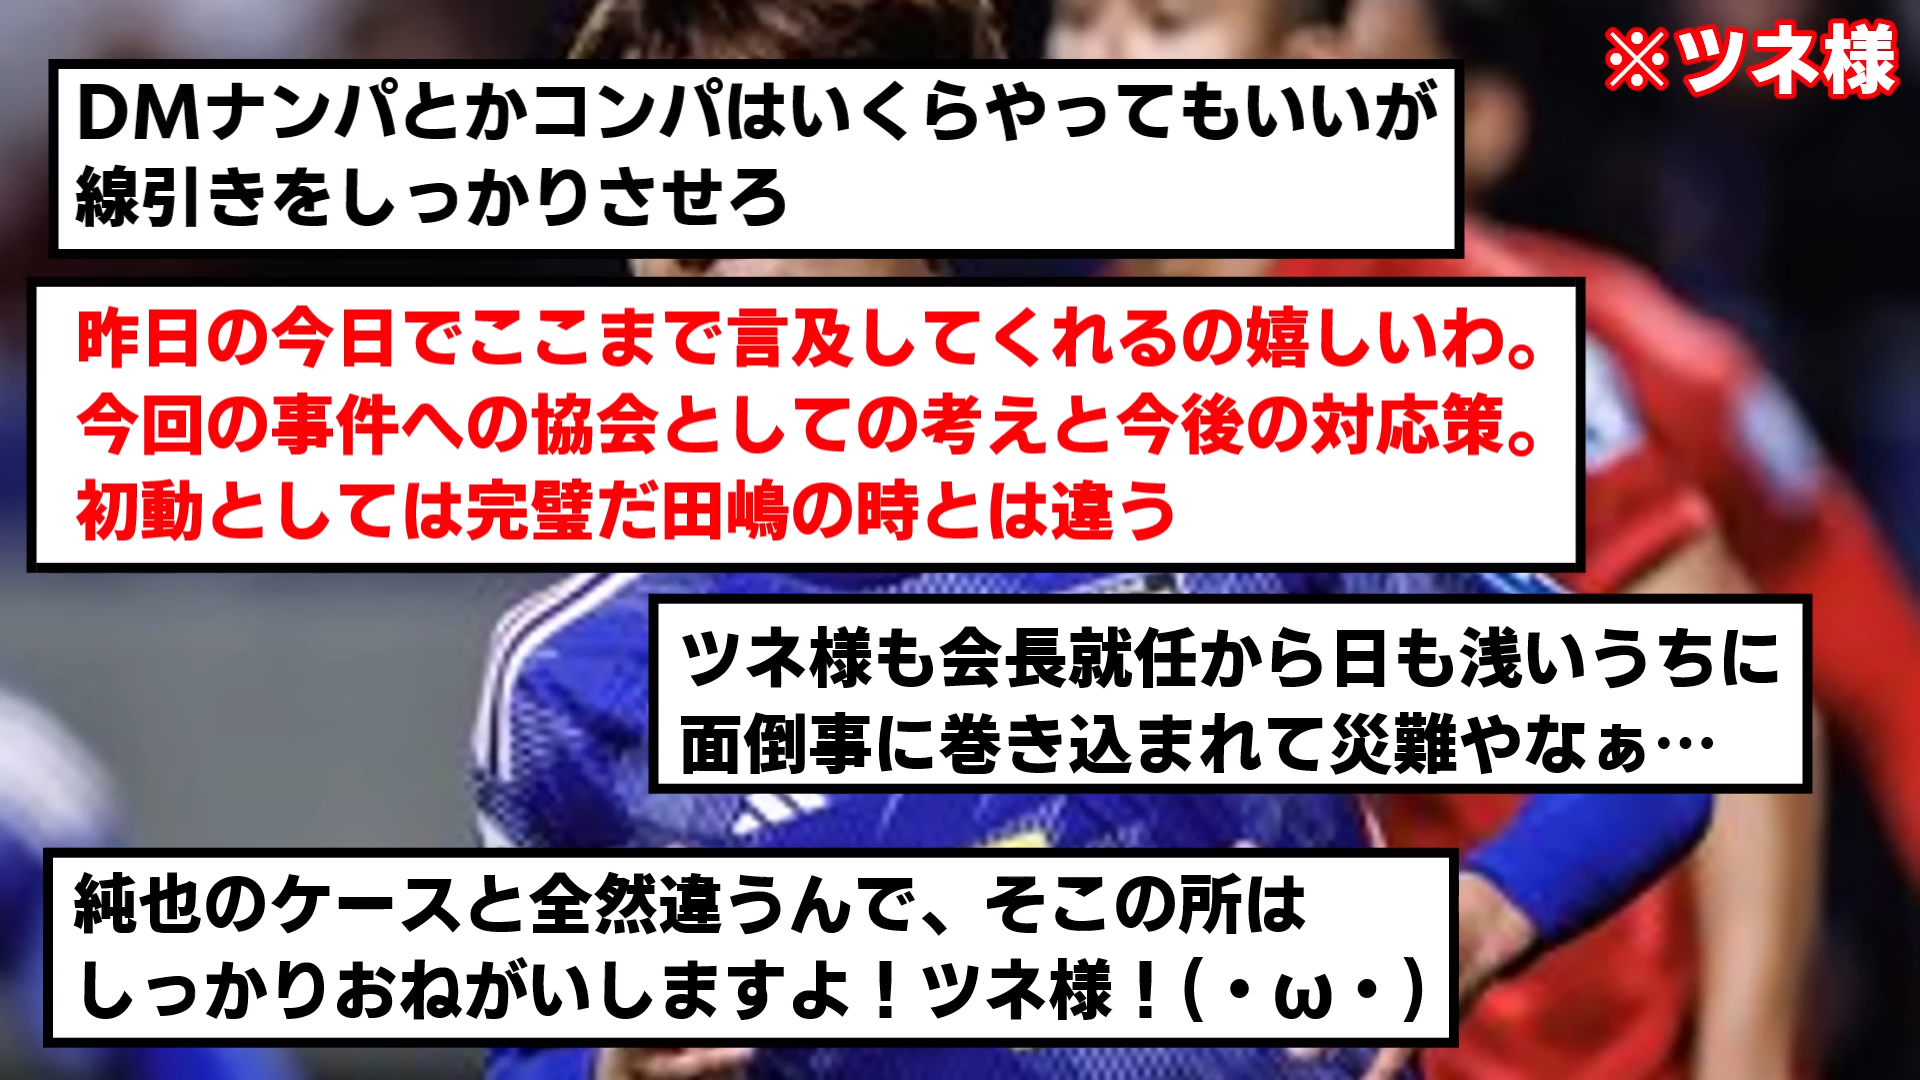 ※ツネ様
DMナンパとかコンパはいくらやってもいいが
線引きをしっかりさせろ
昨日の今日でここまで言及してくれるの嬉しいわ。
今回の事件への協会としての考えと今後の対応策。
初動としては完璧だ田嶋の時とは違う
ツネ様も会長就任から日も浅いうちに
面倒事に巻き込まれて災難やなぁ…
純也のケースと全然違うんで、そこの所は
しっかりおねがいしますよ！ツネ様！(・ω・)